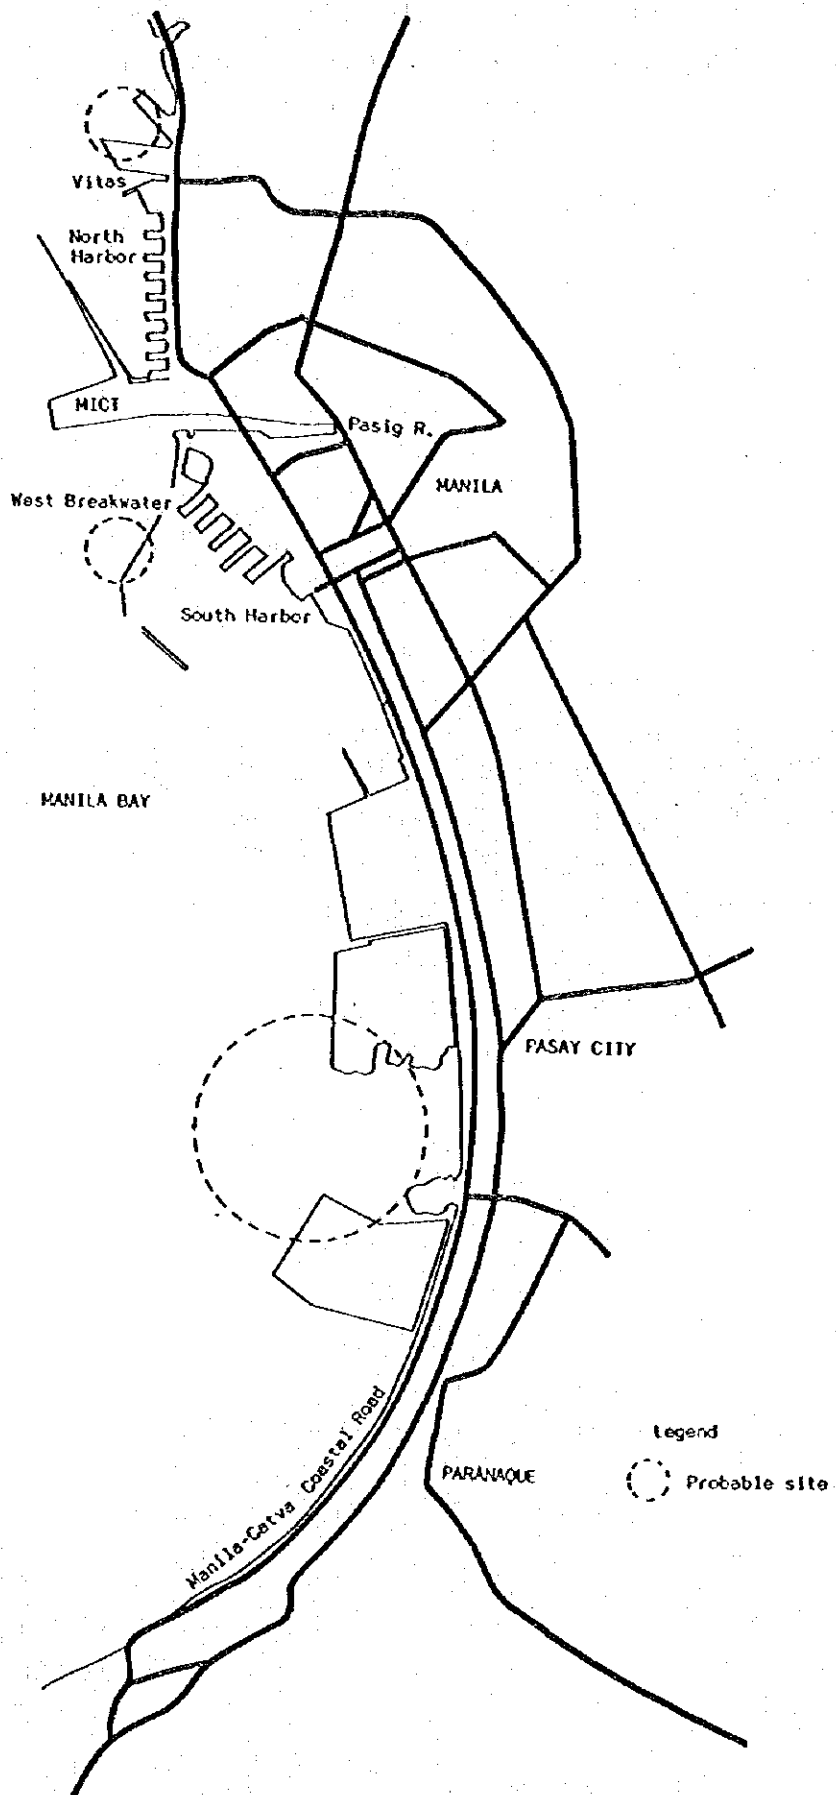 Vitas
North
Harbor
MICT
Pasig R.
MANILA
West Breakwater
South Harbor
MANILA BAY
PASAY CITY
Manila-Catva Coastal Road
PARANAQUE
Legend
Probable site